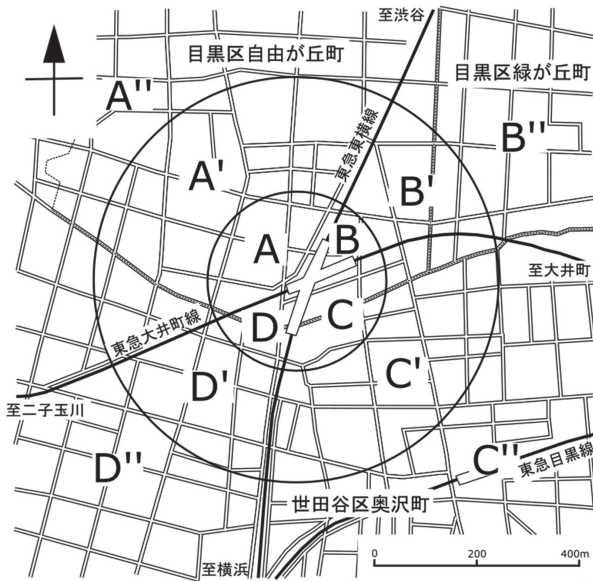 至渋谷
目黒区自由が丘町
目黒区緑が丘町
A''
東急東横線
B''
A'
B'
A
B
至大井町
東急大井町線
D
C
D'
C'
至二子玉川
D''
C''
東急目黒線
世田谷区奥沢町
至横浜
0
200
400m